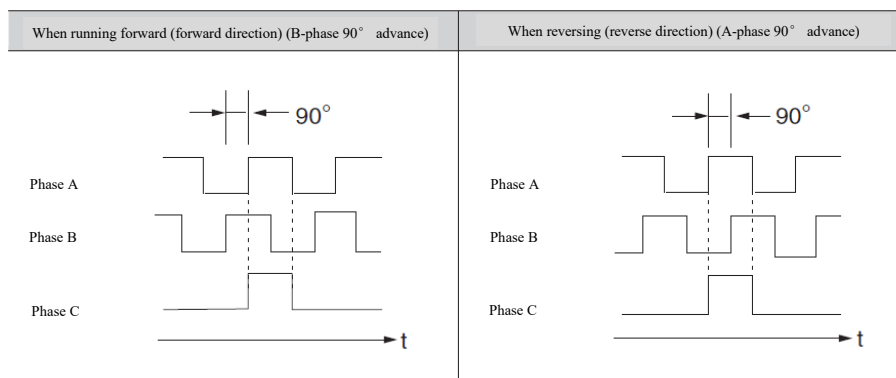 When running forward (forward direction) (B-phase 90° advance)
When reversing (reverse direction) (A-phase 90° advance)
90°
Phase A
Phase B
Phase C
t
90°
Phase A
Phase B
Phase C
t